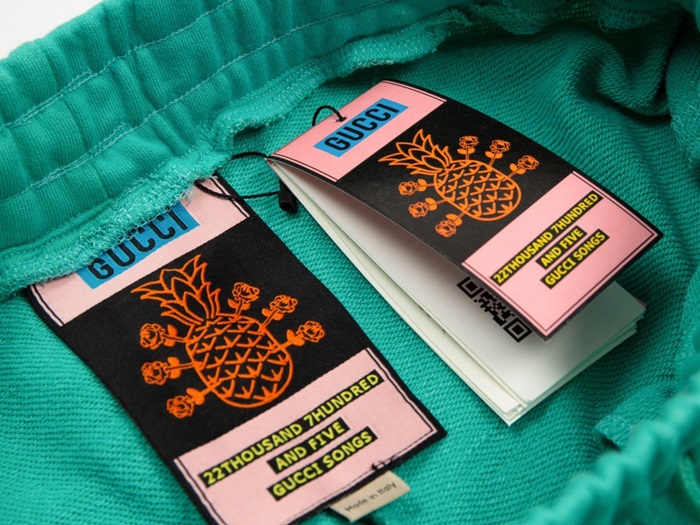 GUCCI
22THOUSAND 7HUNDRED
AND FIVE
GUCCI SONGS
Made in Italy
GUCCI
22THOUSAND 7HUNDRED
AND FIVE
GUCCI SONGS